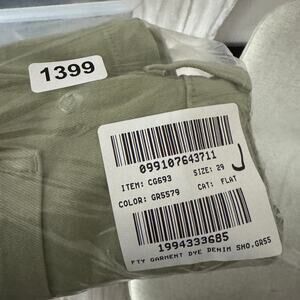 1399
099107643711
ITEM: CG693 SIZE: 29
COLOR: GR5579 CAT: FLAT
J
1994333685
FTY GARMENT DYE DENIM SHO,GR55